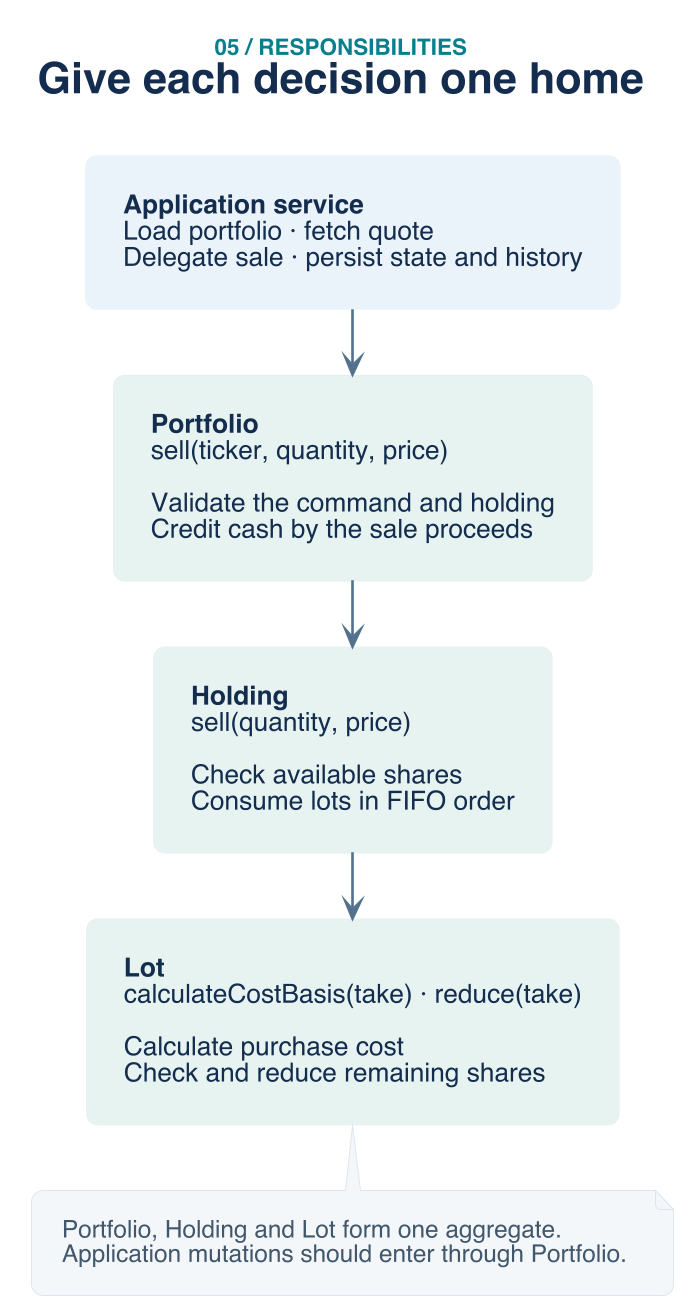 05 / RESPONSIBILITIES
Give each decision one home
Application service
Load portfolio · fetch quote
Delegate sale · persist state and history
Portfolio
sell(ticker, quantity, price)
Validate the command and holding
Credit cash by the sale proceeds
Holding
sell(quantity, price)
Check available shares
Consume lots in FIFO order
Lot
calculateCostBasis(take) · reduce(take)
Calculate purchase cost
Check and reduce remaining shares
Portfolio, Holding and Lot form one aggregate.
Application mutations should enter through Portfolio.